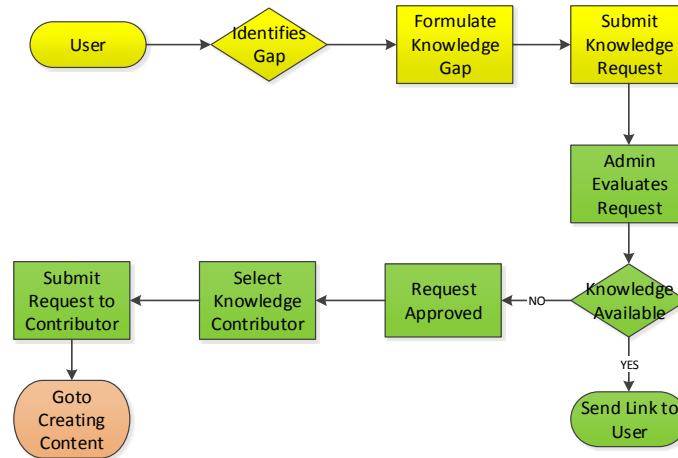 User
Identifies
Gap
Formulate
Knowledge
Gap
Submit
Knowledge
Request
Admin
Evaluates
Request
Knowledge
Available
NO
Request
Approved
Select
Knowledge
Contributor
Submit
Request to
Contributor
Goto
Creating
Content
YES
Send Link to
User